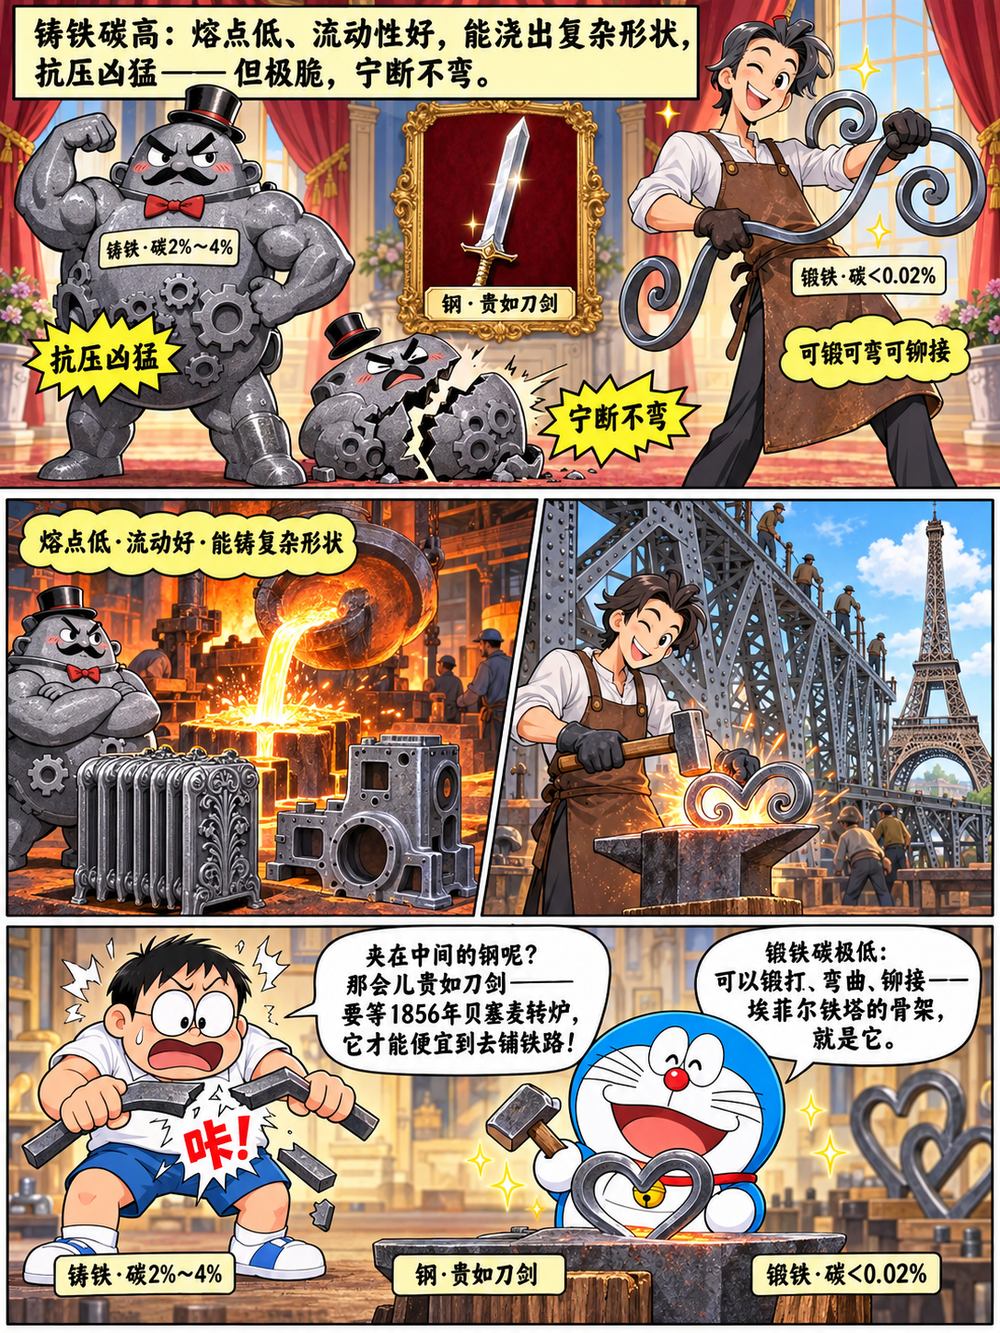 铸铁碳高：熔点低、流动性好，能浇出复杂形状，
抗压凶猛——但极脆，宁断不弯。
铸铁·碳2%～4%
钢·贵如刀剑
锻铁·碳<0.02%
抗压凶猛
宁断不弯
可锻可弯可铆接
熔点低·流动好·能铸复杂形状
夹在中间的钢呢？
那会儿贵如刀剑——
要等1856年贝塞麦转炉，
它才能便宜到去铺铁路！
锻铁碳极低：
可以锻打、弯曲、铆接——
埃菲尔铁塔的骨架，
就是它。
咔！
铸铁·碳2%～4%
钢·贵如刀剑
锻铁·碳<0.02%